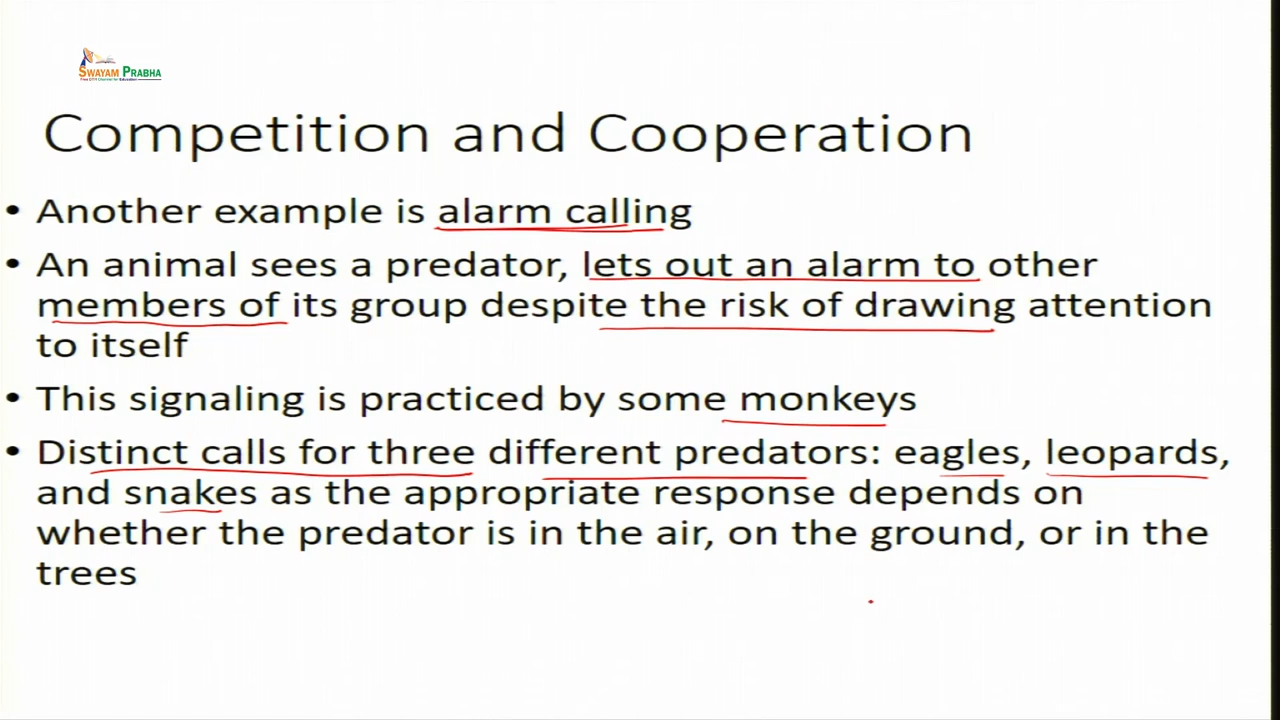 SWAYAM PRABHA
Competition and Cooperation
• Another example is alarm calling
• An animal sees a predator, lets out an alarm to other
members of its group despite the risk of drawing attention
to itself
• This signaling is practiced by some monkeys
• Distinct calls for three different predators: eagles, leopards,
and snakes as the appropriate response depends on
whether the predator is in the air, on the ground, or in the
trees